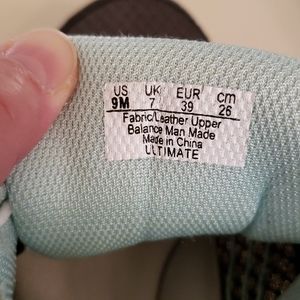 US UK EUR cm
9M 7 39 26
Fabric/Leather Upper
Balance Man Made
Made in China
ULTIMATE